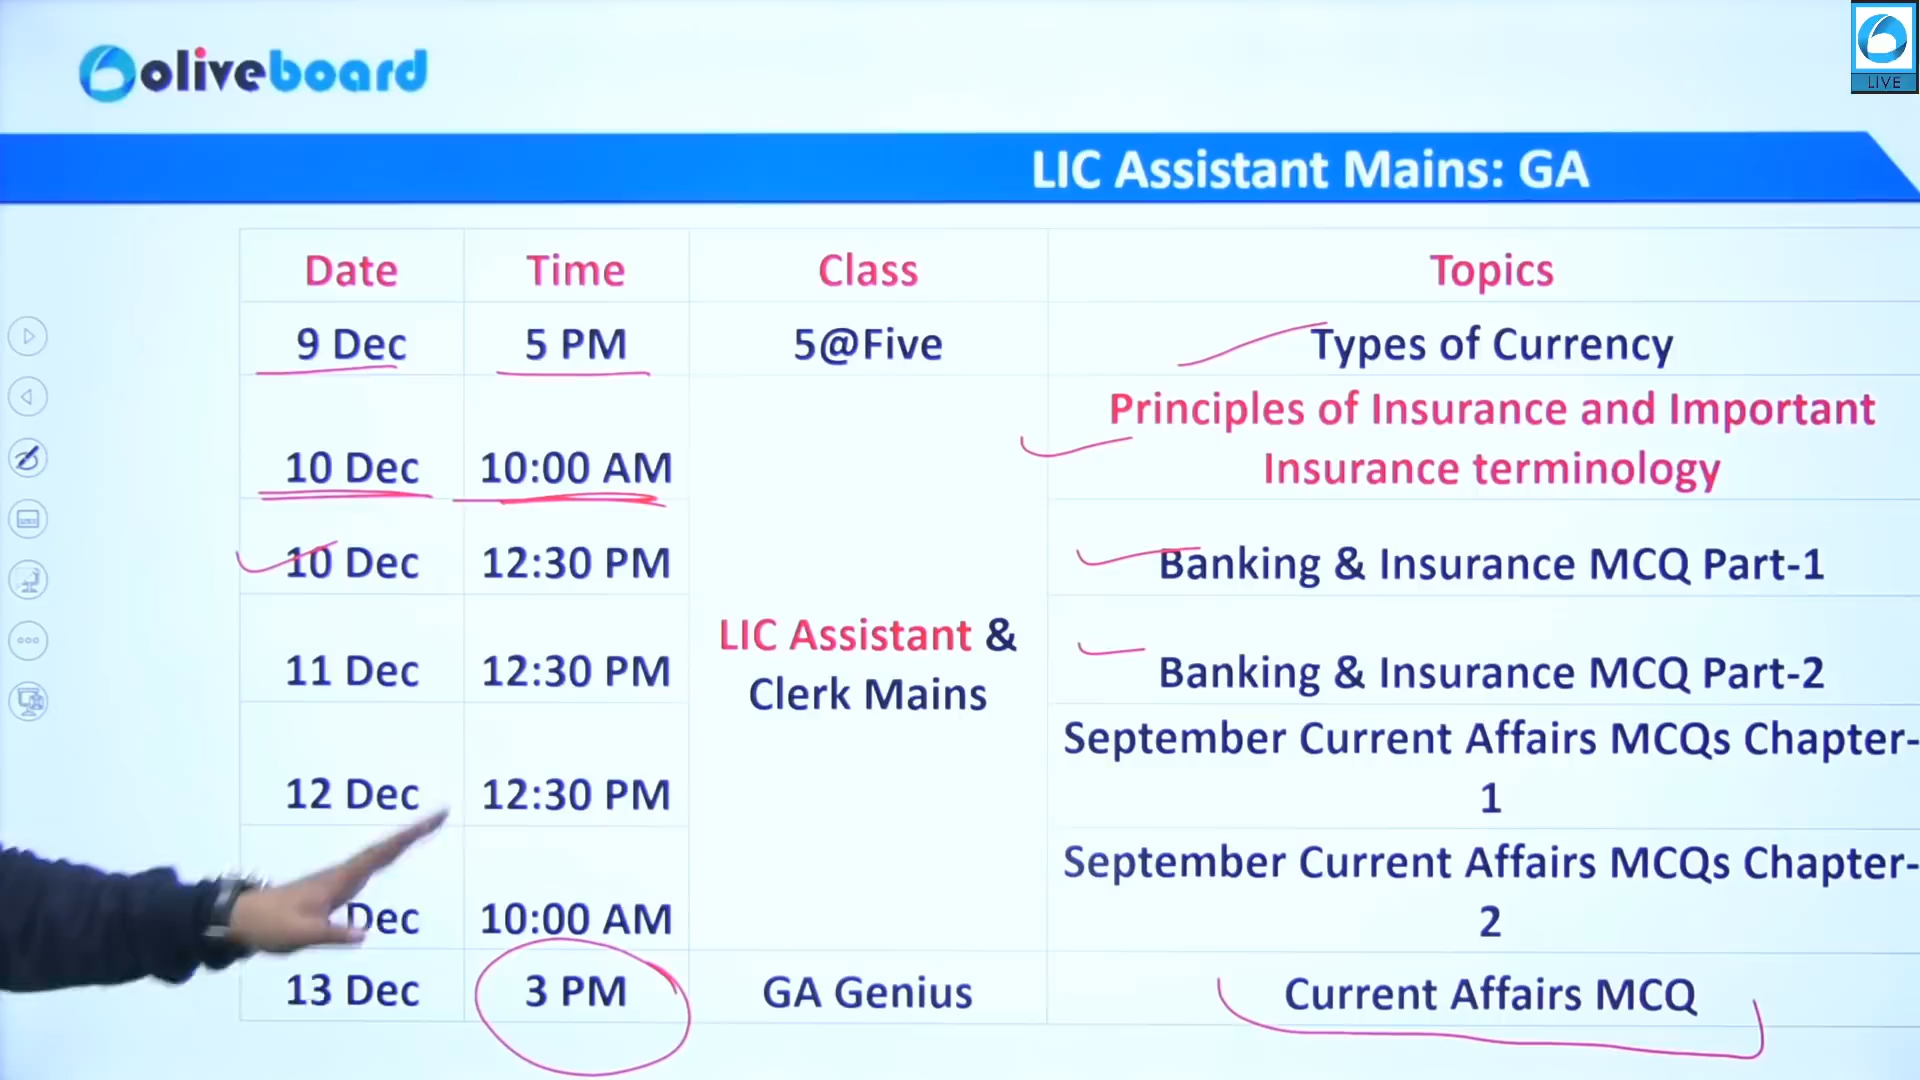 oliveboard
LIVE
LIC Assistant Mains: GA
Date Time Class Topics
9 Dec 5 PM 5@Five Types of Currency
10 Dec 10:00 AM Principles of Insurance and Important
Insurance terminology
10 Dec 12:30 PM Banking & Insurance MCQ Part-1
LIC Assistant &
Clerk Mains
11 Dec 12:30 PM Banking & Insurance MCQ Part-2
12 Dec 12:30 PM September Current Affairs MCQs Chapter-
1
Dec 10:00 AM September Current Affairs MCQs Chapter-
2
13 Dec 3 PM GA Genius Current Affairs MCQ